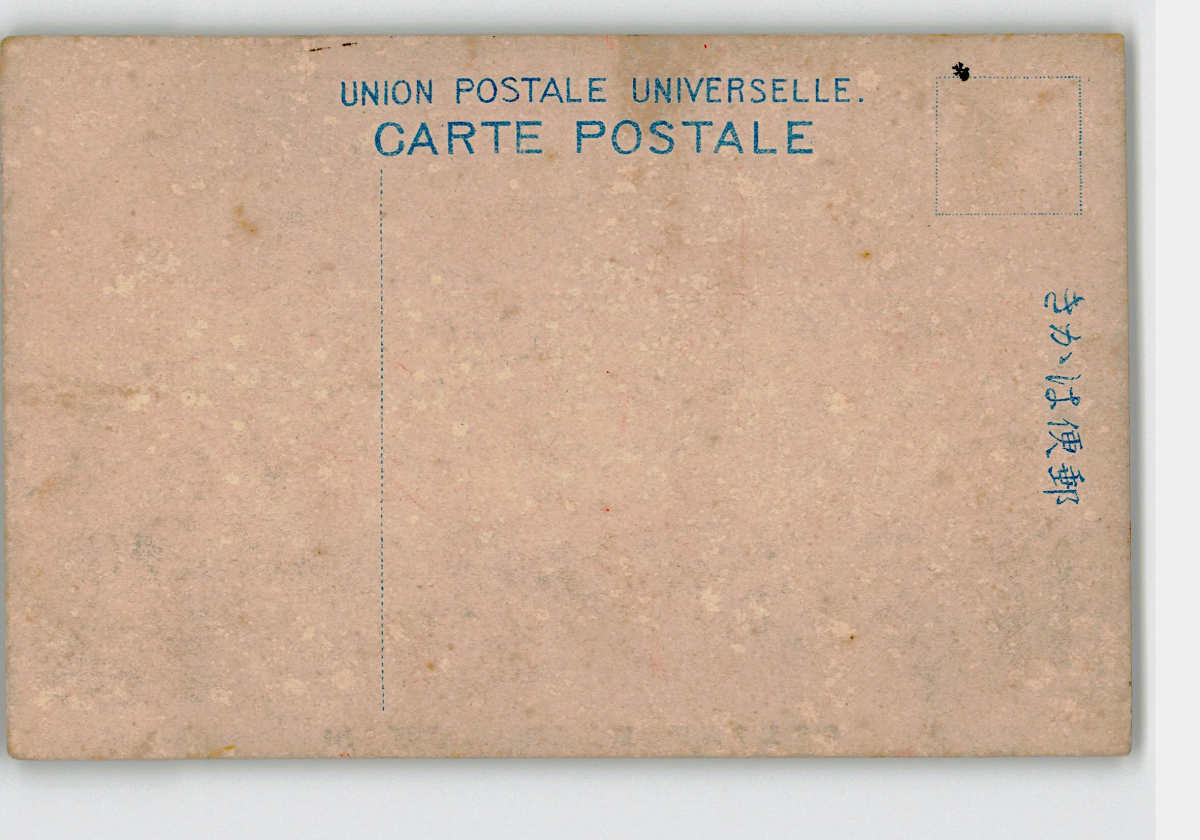 UNION POSTALE UNIVERSELLE.
CARTE POSTALE
郵便はがき